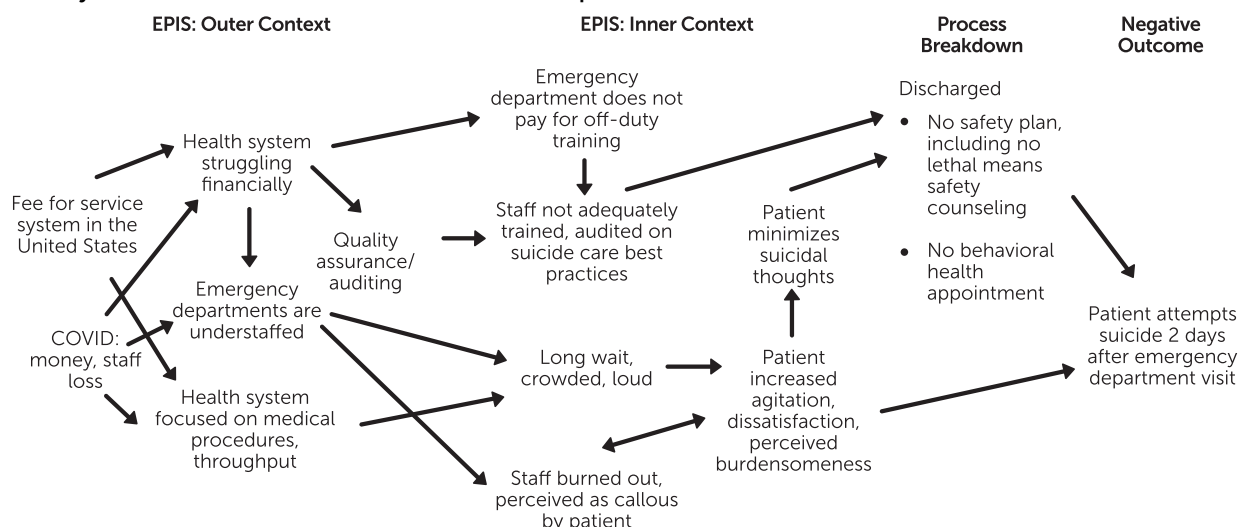 EPIS: Outer Context
EPIS: Inner Context
Process
Breakdown
Negative
Outcome
Fee for service
system in the
United States
COVID:
money, staff
loss
Health system
struggling
financially
Quality
assurance/
auditing
Emergency
departments are
understaffed
Health system
focused on medical
procedures,
throughput
Emergency
department does not
pay for off-duty
training
Staff not adequately
trained, audited on
suicide care best
practices
Long wait,
crowded, loud
Staff burned out,
perceived as callous
by patient
Patient
minimizes
suicidal
thoughts
Patient
increased
agitation,
dissatisfaction,
perceived
burdensomeness
Discharged
• No safety plan,
including no
lethal means
safety
counseling
• No behavioral
health
appointment
Patient attempts
suicide 2 days
after emergency
department visit